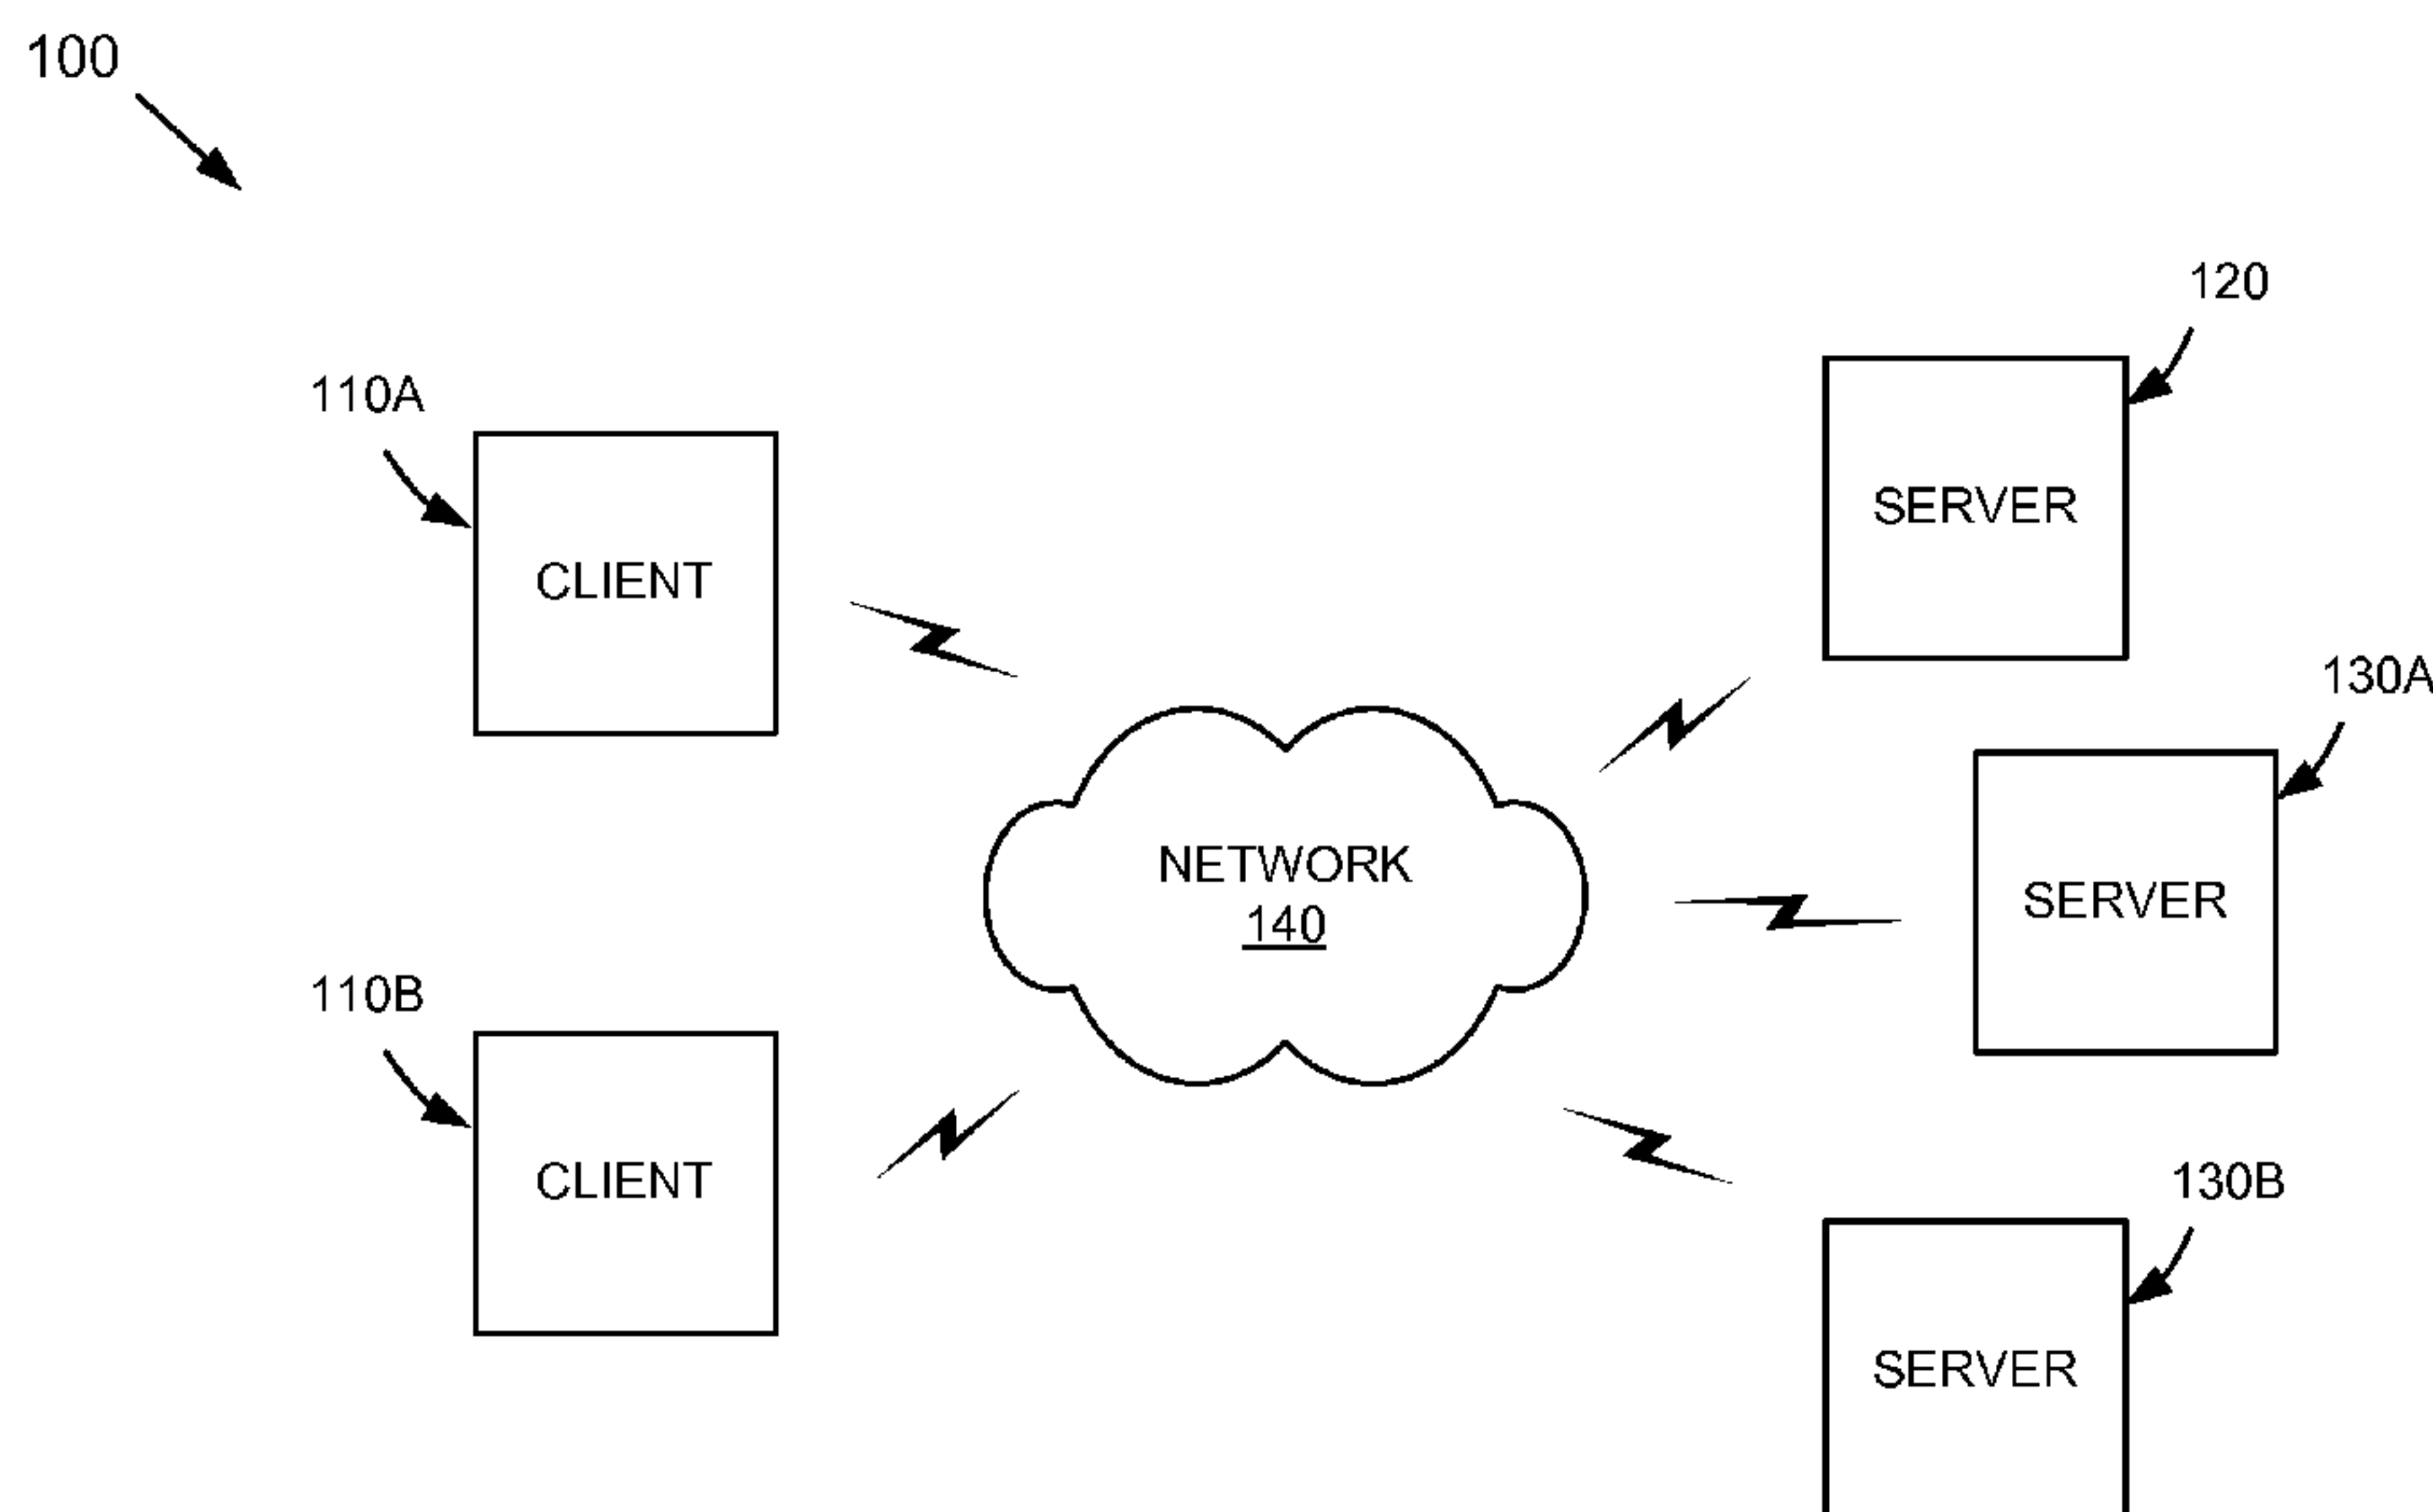 100
120
110A
SERVER
CLIENT
130A
NETWORK
140
SERVER
110B
130B
CLIENT
SERVER